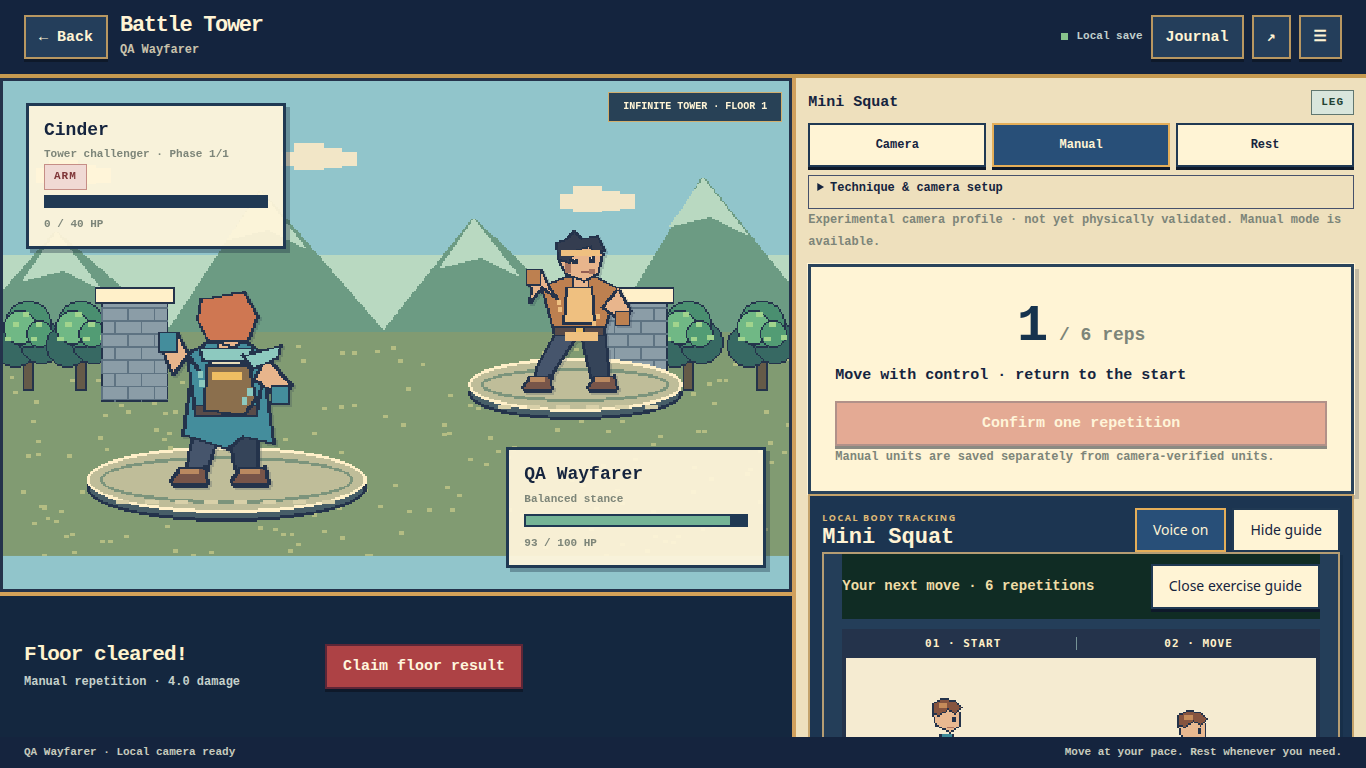 ← Back
Battle Tower
QA Wayfarer
Local save
Journal
↗
☰
INFINITE TOWER · FLOOR 1
Cinder
Tower challenger · Phase 1/1
ARM
0 / 40 HP
QA Wayfarer
Balanced stance
93 / 100 HP
Floor cleared!
Manual repetition · 4.0 damage
Claim floor result
Mini Squat
LEG
Camera
Manual
Rest
Technique & camera setup
Experimental camera profile · not yet physically validated. Manual mode is
available.
1 / 6 reps
Move with control · return to the start
Confirm one repetition
Manual units are saved separately from camera-verified units.
LOCAL BODY TRACKING
Mini Squat
Voice on
Hide guide
Your next move · 6 repetitions
Close exercise guide
01 · START
02 · MOVE
QA Wayfarer · Local camera ready
Move at your pace. Rest whenever you need.